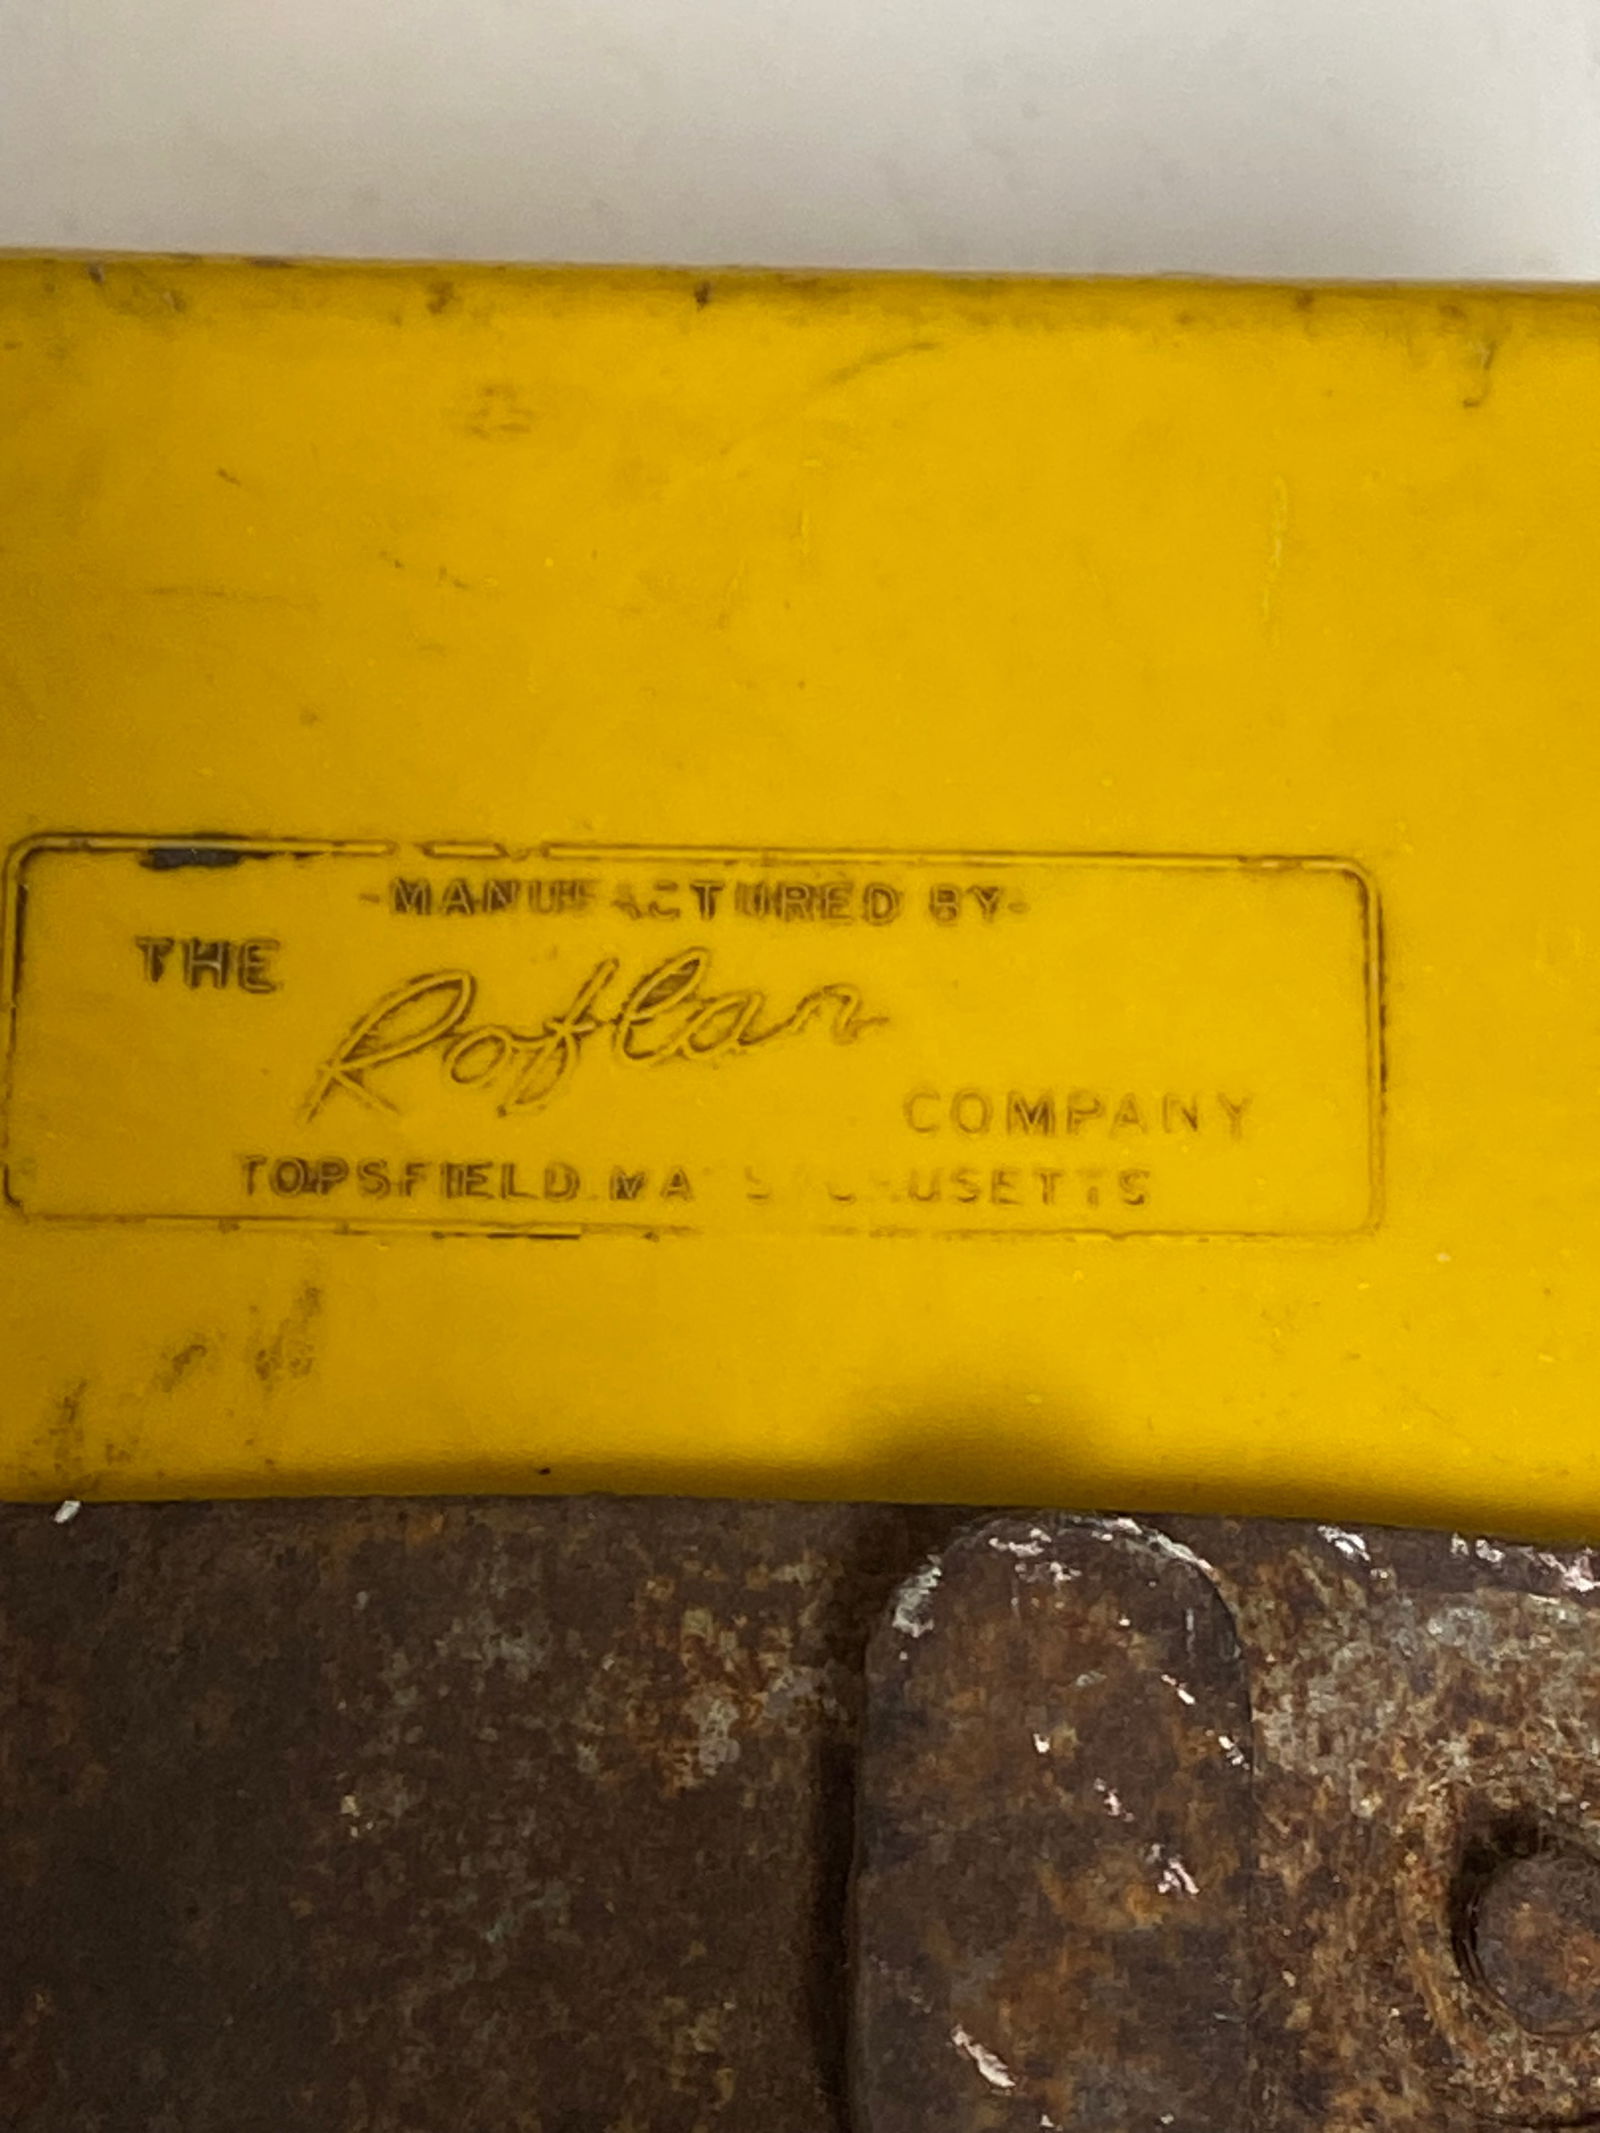 -MANUFACTURED BY-
THE Roflan COMPANY
TOPSFIELD, MASSACHUSETTS